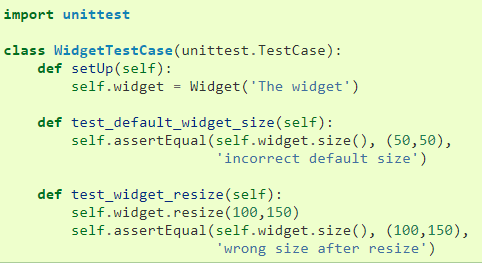 import unittest
class WidgetTestCase(unittest.TestCase):
    def setUp(self):
        self.widget = Widget('The widget')
    def test_default_widget_size(self):
        self.assertEqual(self.widget.size(), (50,50),
                         'incorrect default size')
    def test_widget_resize(self):
        self.widget.resize(100,150)
        self.assertEqual(self.widget.size(), (100,150),
                         'wrong size after resize')